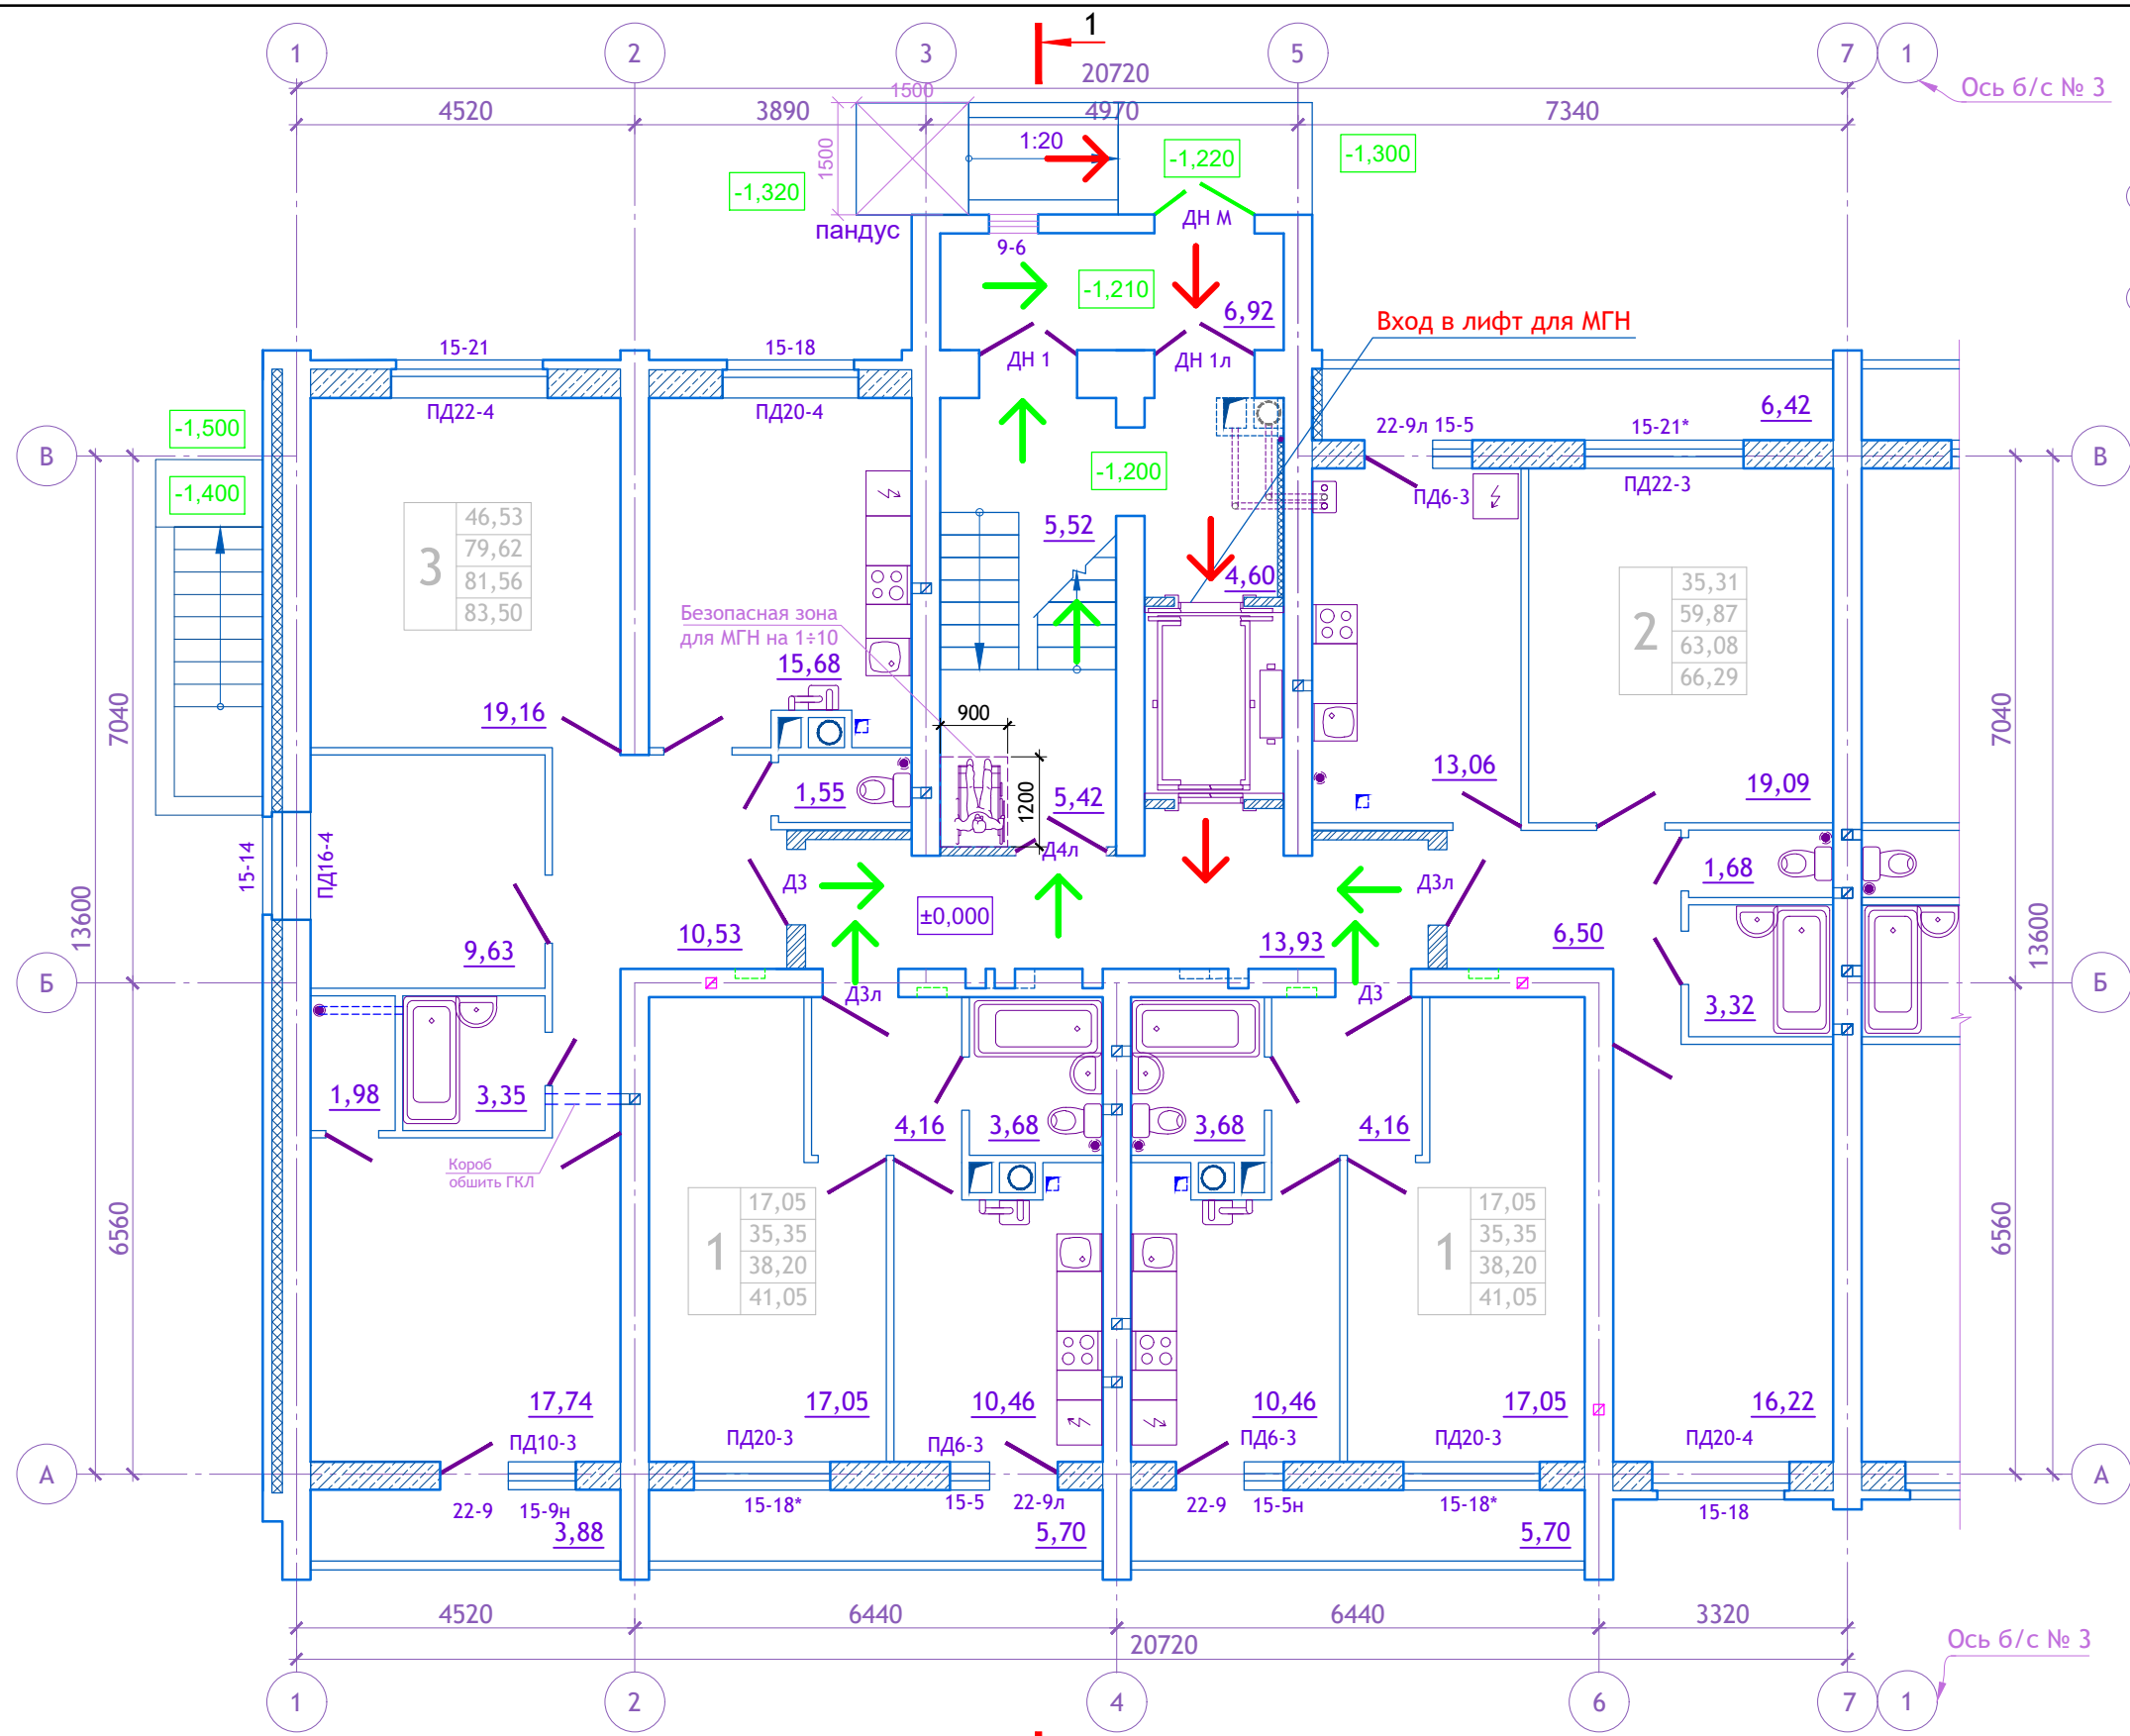 1
1
2
3
5
7
1
20720
Ось б/с № 3
1500
4520
3890
4970
7340
1:20
-1,220
-1,300
1500
-1,320
ДН М
пандус
9-6
-1,210
6,92
Вход в лифт для МГН
15-21
15-18
ДН 1
ДН 1л
ПД22-4
ПД20-4
6,42
-1,500
22-9л
15-5
15-21*
В
-1,200
В
-1,400
ПД6-3
ПД22-3
3
46,53
79,62
81,56
83,50
5,52
4,60
2
35,31
59,87
63,08
66,29
Безопасная зона
для МГН на 1÷10
15,68
7040
19,16
900
7040
13,06
19,09
1,55
1200
5,42
15-14
ПД16-4
Д4л
1,68
Д3
Д3л
13600
±0,000
13600
10,53
13,93
6,50
9,63
Б
Б
Д3л
Д3
3,32
1,98
3,35
4,16
3,68
3,68
4,16
Короб
обшить ГКЛ
6560
1
17,05
35,35
38,20
41,05
1
17,05
35,35
38,20
41,05
6560
17,74
17,05
10,46
10,46
17,05
16,22
ПД10-3
ПД20-3
ПД6-3
ПД6-3
ПД20-3
ПД20-4
А
А
22-9
15-9н
15-18*
15-5
22-9л
22-9
15-5н
15-18*
15-18
3,88
5,70
5,70
4520
6440
6440
3320
20720
Ось б/с № 3
1
2
4
6
7
1